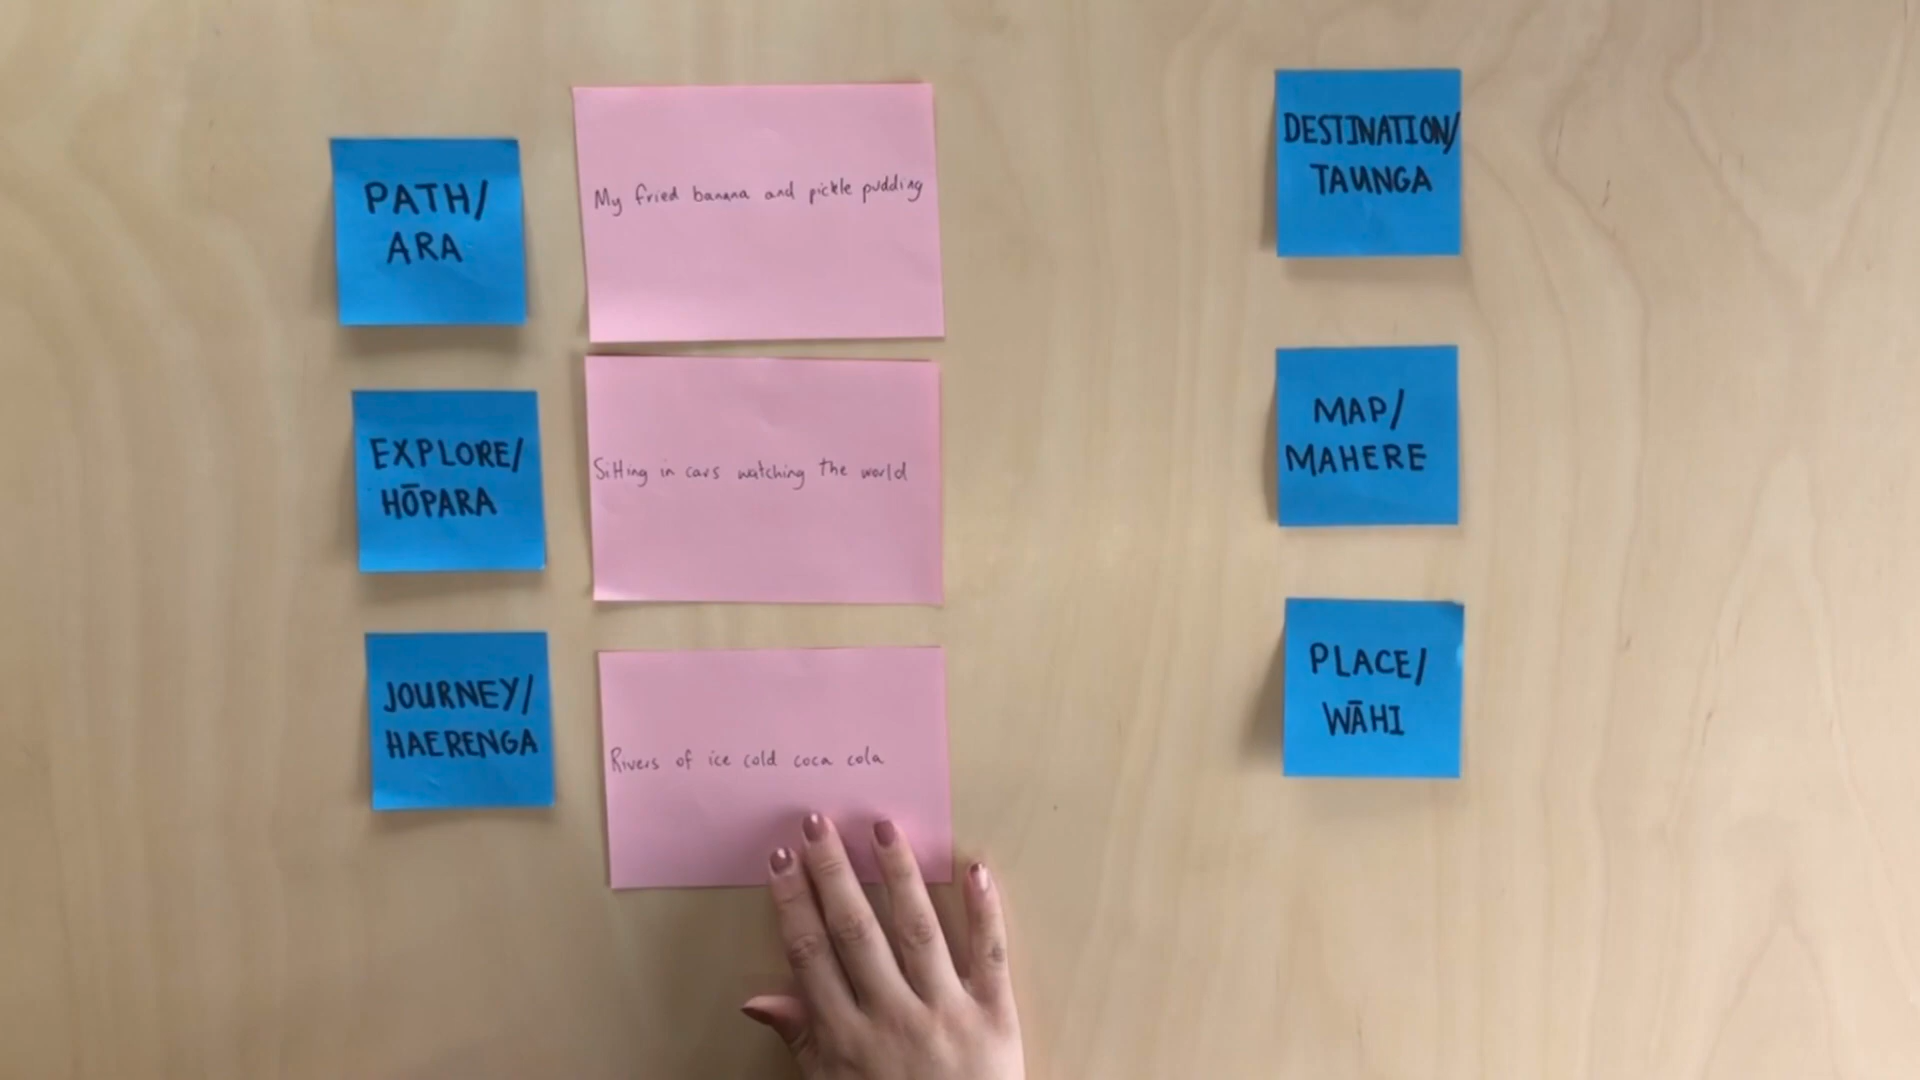 PATH/
ARA
My fried banana and pickle pudding
DESTINATION/
TAUNGA
EXPLORE/
HŌPARA
Sitting in cars watching the world
MAP/
MAHERE
JOURNEY/
HAERENGA
Rivers of ice cold coca cola
PLACE/
WĀHI